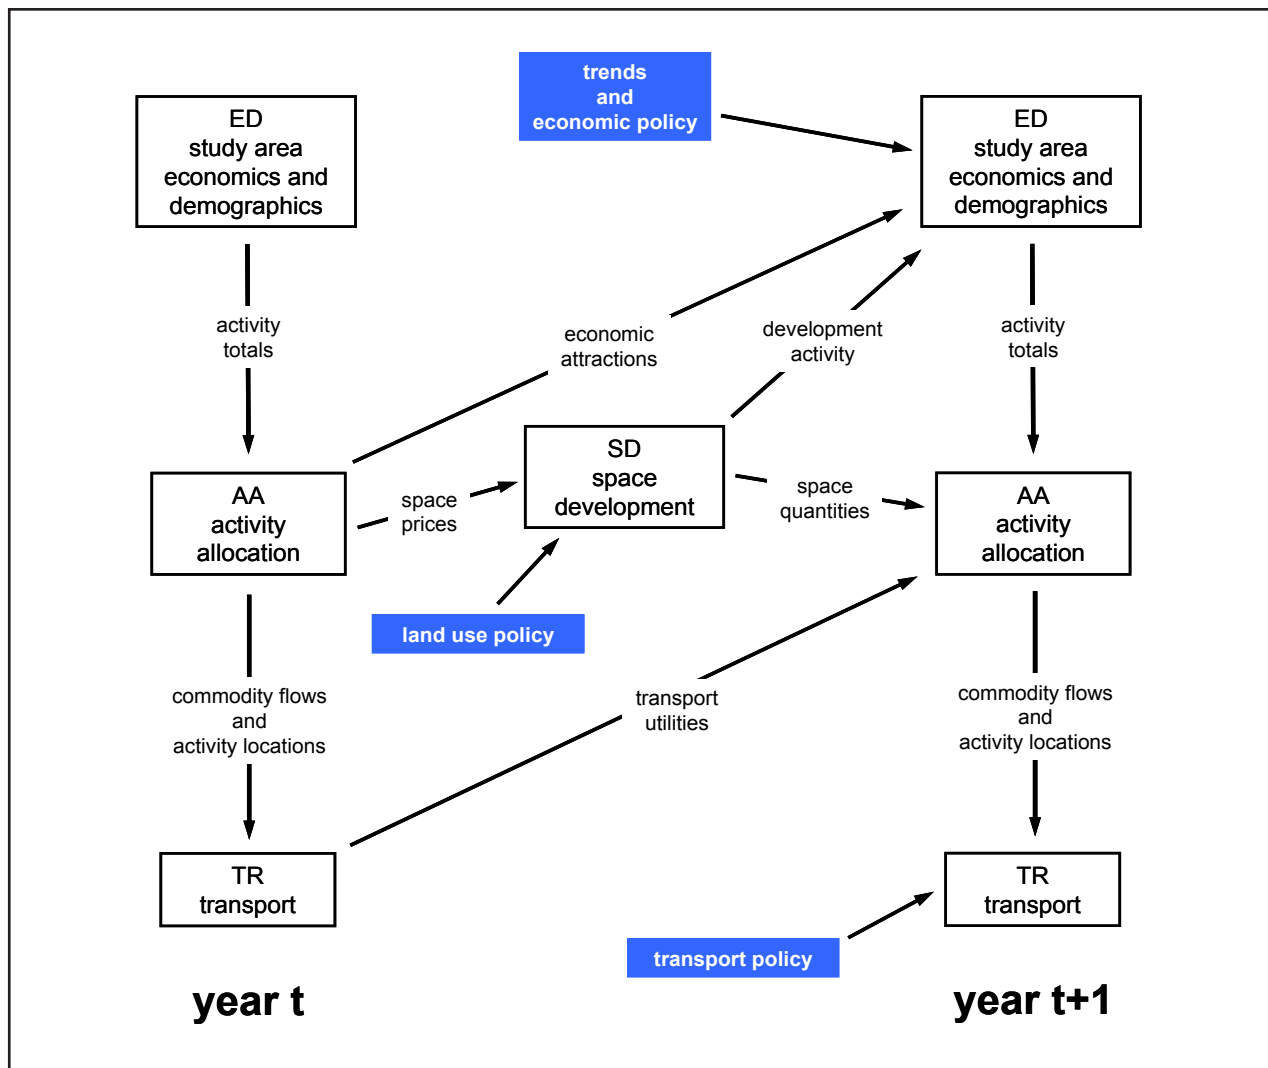 trends
and
economic policy
ED
study area
economics and
demographics
ED
study area
economics and
demographics
activity
totals
economic
attractions
development
activity
activity
totals
AA
activity
allocation
space
prices
SD
space
development
space
quantities
AA
activity
allocation
land use policy
commodity flows
and
activity locations
transport
utilities
commodity flows
and
activity locations
TR
transport
TR
transport
transport policy
year t
year t+1